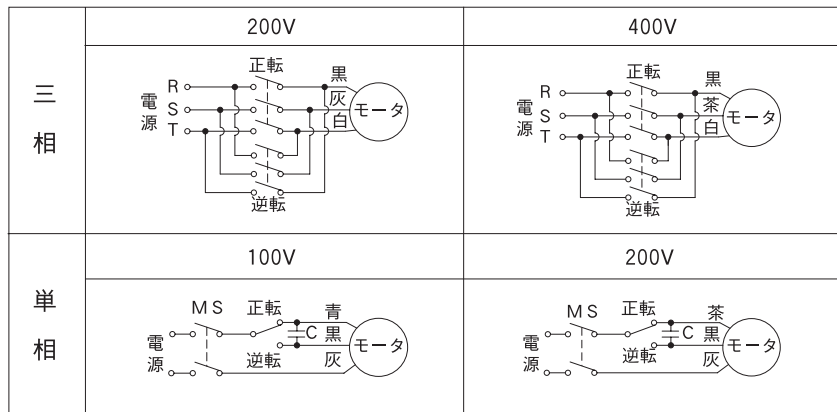 三相
200V
400V
正転
黒
R
灰
電源
S
モータ
T
白
逆転
正転
黒
R
茶
電源
S
モータ
T
白
逆転
単相
100V
200V
MS
正転
青
C
黒
モータ
電源
逆転
灰
MS
正転
茶
C
黒
モータ
電源
逆転
灰